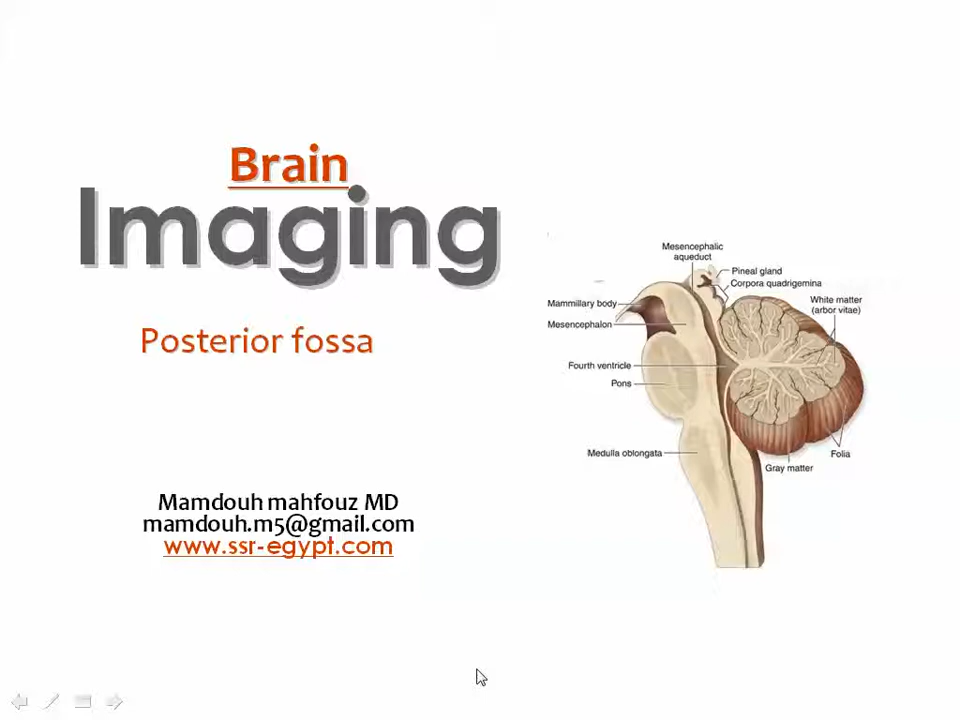 Brain
Imaging
Posterior fossa
Mamdouh mahfouz MD
mamdouh.m5@gmail.com
www.ssr-egypt.com
Mesencephalic
aqueduct
Pineal gland
Corpora quadrigemina
White matter
(arbor vitae)
Mammillary body
Mesencephalon
Fourth ventricle
Pons
Medulla oblongata
Folia
Gray matter